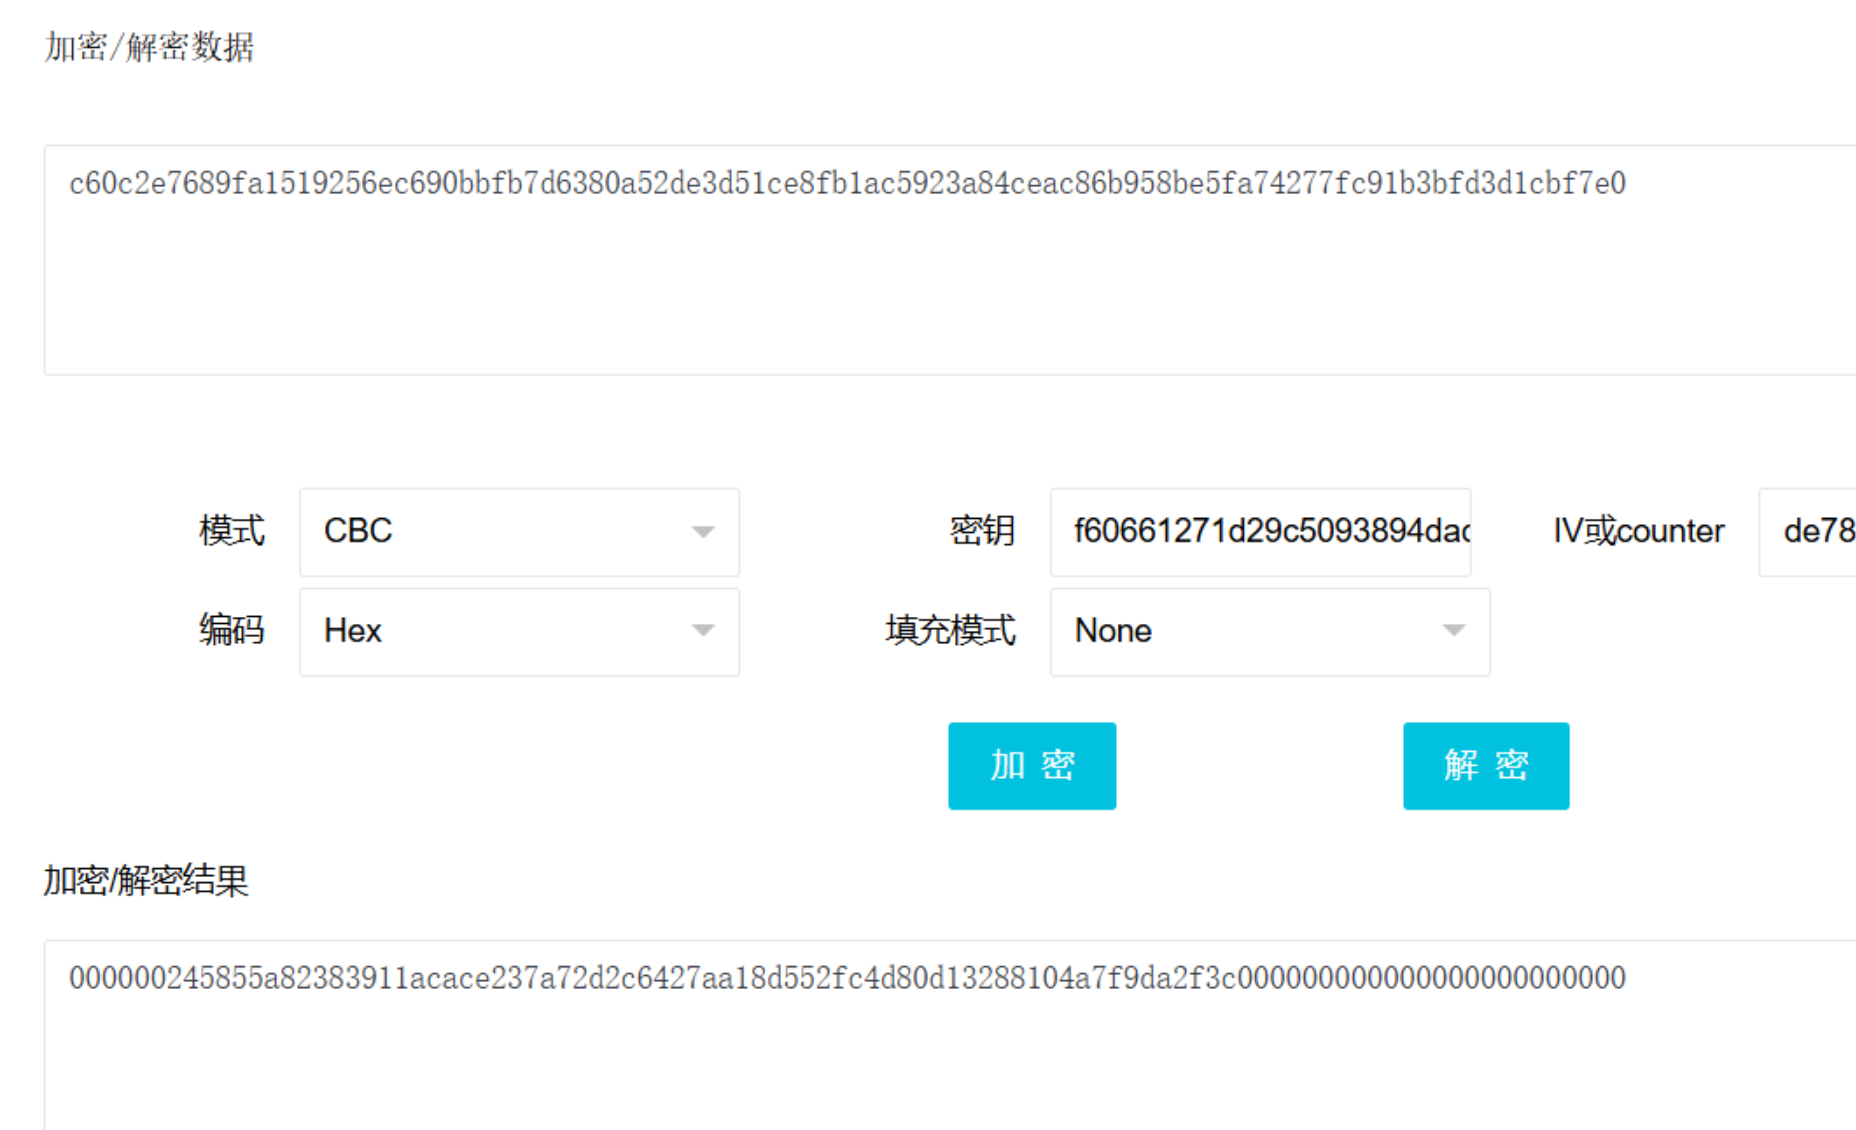 加密/解密数据
c60c2e7689fa1519256ec690bbfb7d6380a52de3d51ce8fb1ac5923a84ceac86b958be5fa74277fc91b3bfd3d1cbf7e0
模式 CBC 密钥 f60661271d29c5093894dac IV或counter de78
编码 Hex 填充模式 None
加 密 解 密
加密/解密结果
000000245855a82383911acace237a72d2c6427aa18d552fc4d80d13288104a7f9da2f3c000000000000000000000000